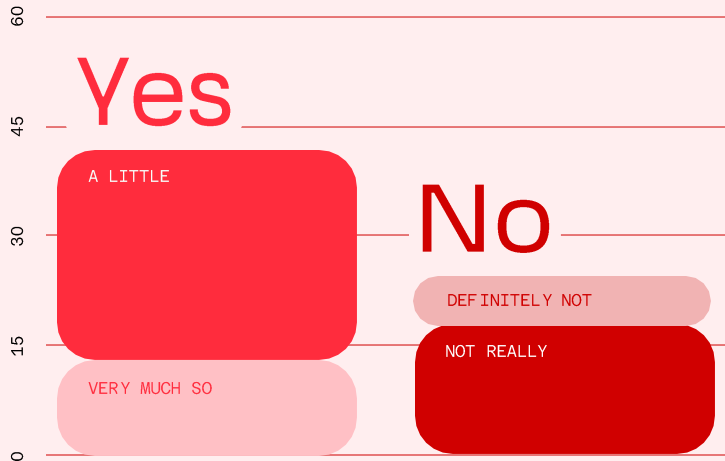 60
Yes
45
A LITTLE
No
30
DEFINITELY NOT
15
NOT REALLY
VERY MUCH SO
0